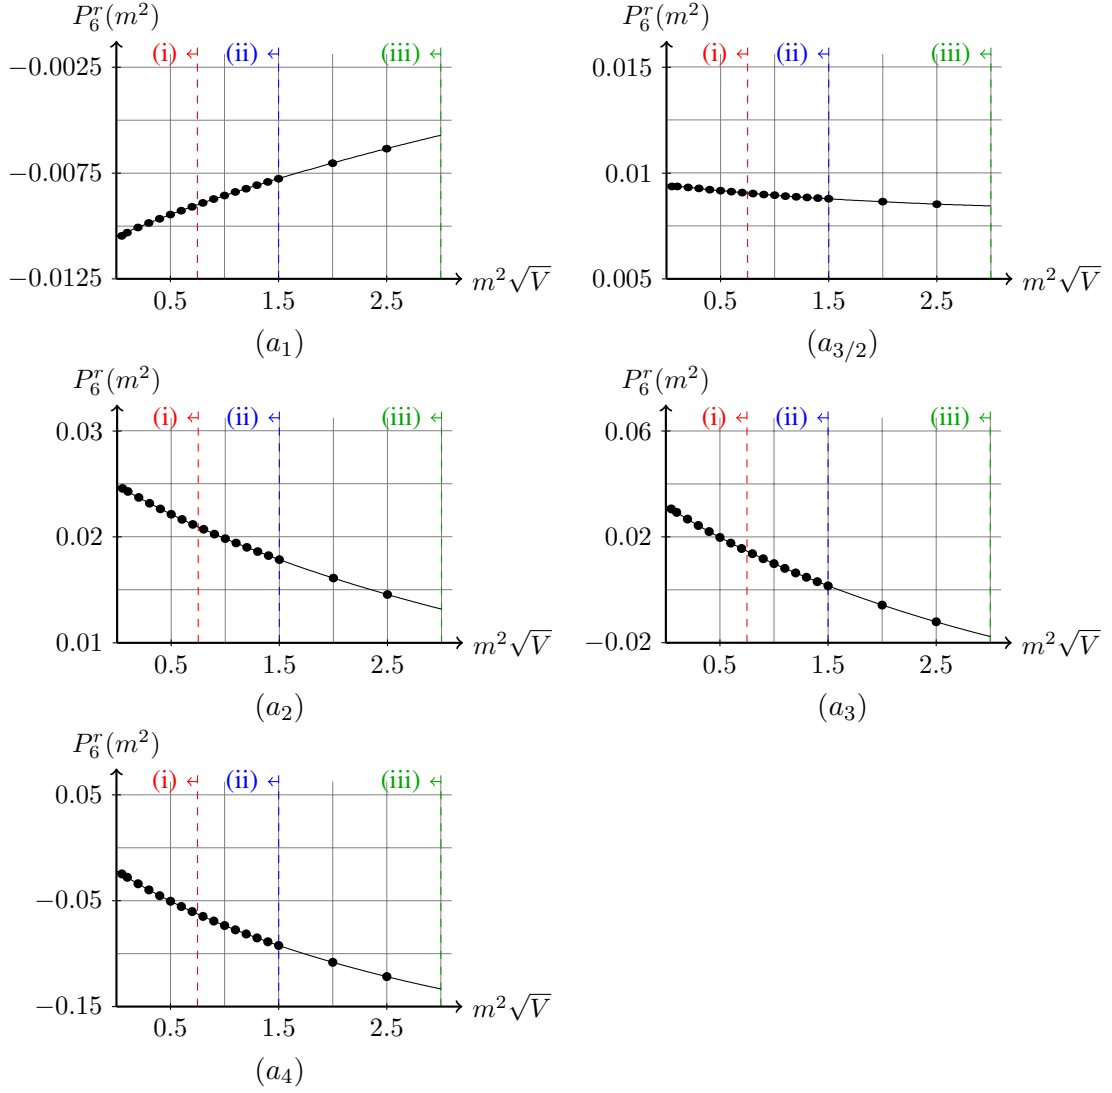 P_6^r(m^2)
−0.0025
−0.0075
−0.0125
(i) ← (ii) ← (iii) ←
0.5 1.5 2.5 m^2√V
(a_1)
P_6^r(m^2)
0.015
0.01
0.005
(i) ← (ii) ← (iii) ←
0.5 1.5 2.5 m^2√V
(a_{3/2})
P_6^r(m^2)
0.03
0.02
0.01
(i) ← (ii) ← (iii) ←
0.5 1.5 2.5 m^2√V
(a_2)
P_6^r(m^2)
0.06
0.02
−0.02
(i) ← (ii) ← (iii) ←
0.5 1.5 2.5 m^2√V
(a_3)
P_6^r(m^2)
0.05
−0.05
−0.15
(i) ← (ii) ← (iii) ←
0.5 1.5 2.5 m^2√V
(a_4)